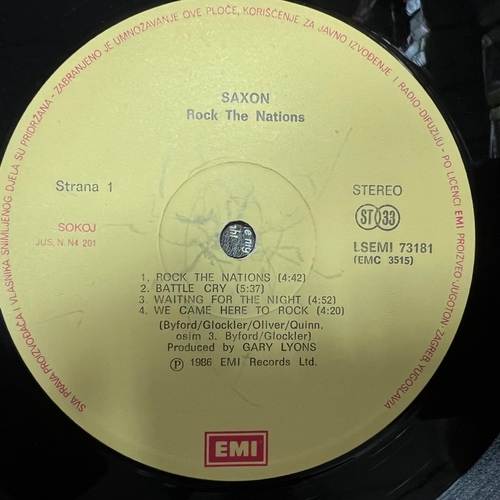 SVA PRAVA PROIZVOĐAČA I VLASNIKA SNIMLJENOG DJELA SU PRIDRŽANA - ZABRANJENO JE UMNOŽAVANJE OVE PLOČE, KORIŠĆENJE ZA JAVNO IZVOĐENJE I RADIO-DIFUZIJU - PO LICENCI EMI PROIZVEO JUGOTON - ZAGREB, YUGOSLAVIA
SAXON
Rock The Nations
Strana 1
STEREO
SOKOJ
ST 33
JUS. N. N4 201
LSEMI 73181
(EMC 3515)
1. ROCK THE NATIONS (4:42)
2. BATTLE CRY (5:37)
3. WAITING FOR THE NIGHT (4:52)
4. WE CAME HERE TO ROCK (4:20)
(Byford/Glockler/Oliver/Quinn.
osim 3. Byford/Glockler)
Produced by GARY LYONS
Ⓟ 1986 EMI Records Ltd.
EMI